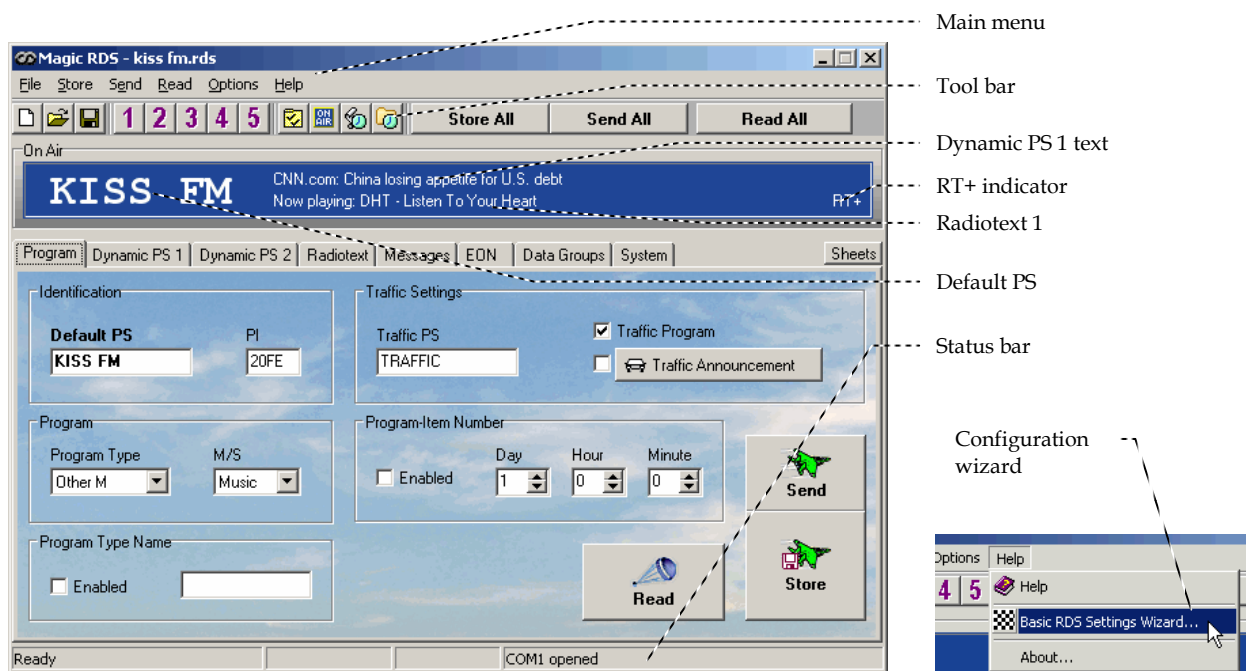 Main menu
Magic RDS - kiss fm.rds
File Store Send Read Options Help
Tool bar
1 2 3 4 5 ON AIR Store All Send All Read All
On Air
Dynamic PS 1 text
KISS FM
CNN.com: China losing appetite for U.S. debt
RT+ indicator
Now playing: DHT - Listen To Your Heart
RT+
Radiotext 1
Program Dynamic PS 1 Dynamic PS 2 Radiotext Messages EON Data Groups System Sheets
Default PS
Identification
Default PS PI
KISS FM 20FE
Traffic Settings
Traffic PS
TRAFFIC
Traffic Program
Traffic Announcement
Status bar
Program
Program Type M/S
Other M Music
Program-Item Number
Enabled
Day Hour Minute
1 0 0
Send
Configuration
wizard
Program Type Name
Enabled
Read
Store
Options Help
4 5 Help
Basic RDS Settings Wizard...
About...
Ready COM1 opened